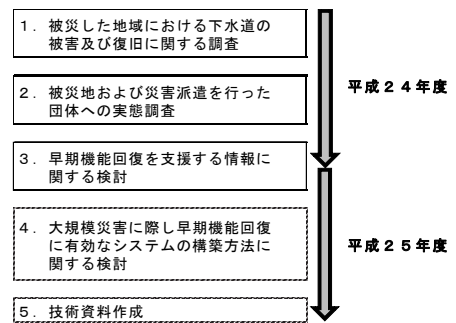 １．被災した地域における下水道の
被害及び復旧に関する調査
２．被災地および災害派遣を行った
団体への実態調査
平成２４年度
３．早期機能回復を支援する情報に
関する検討
４．大規模災害に際し早期機能回復
に有効なシステムの構築方法に
関する検討
平成２５年度
５．技術資料作成